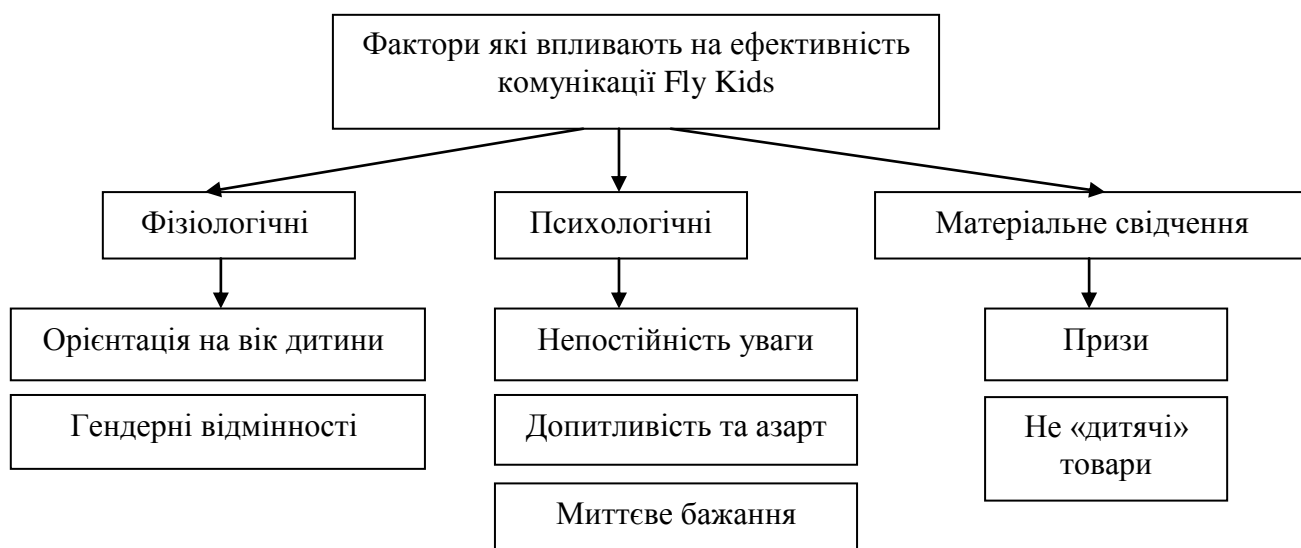 Фактори які впливають на ефективність
комунікації Fly Kids
Фізіологічні
Психологічні
Матеріальне свідчення
Орієнтація на вік дитини
Непостійність уваги
Призи
Гендерні відмінності
Допитливість та азарт
Не «дитячі»
товари
Миттєве бажання